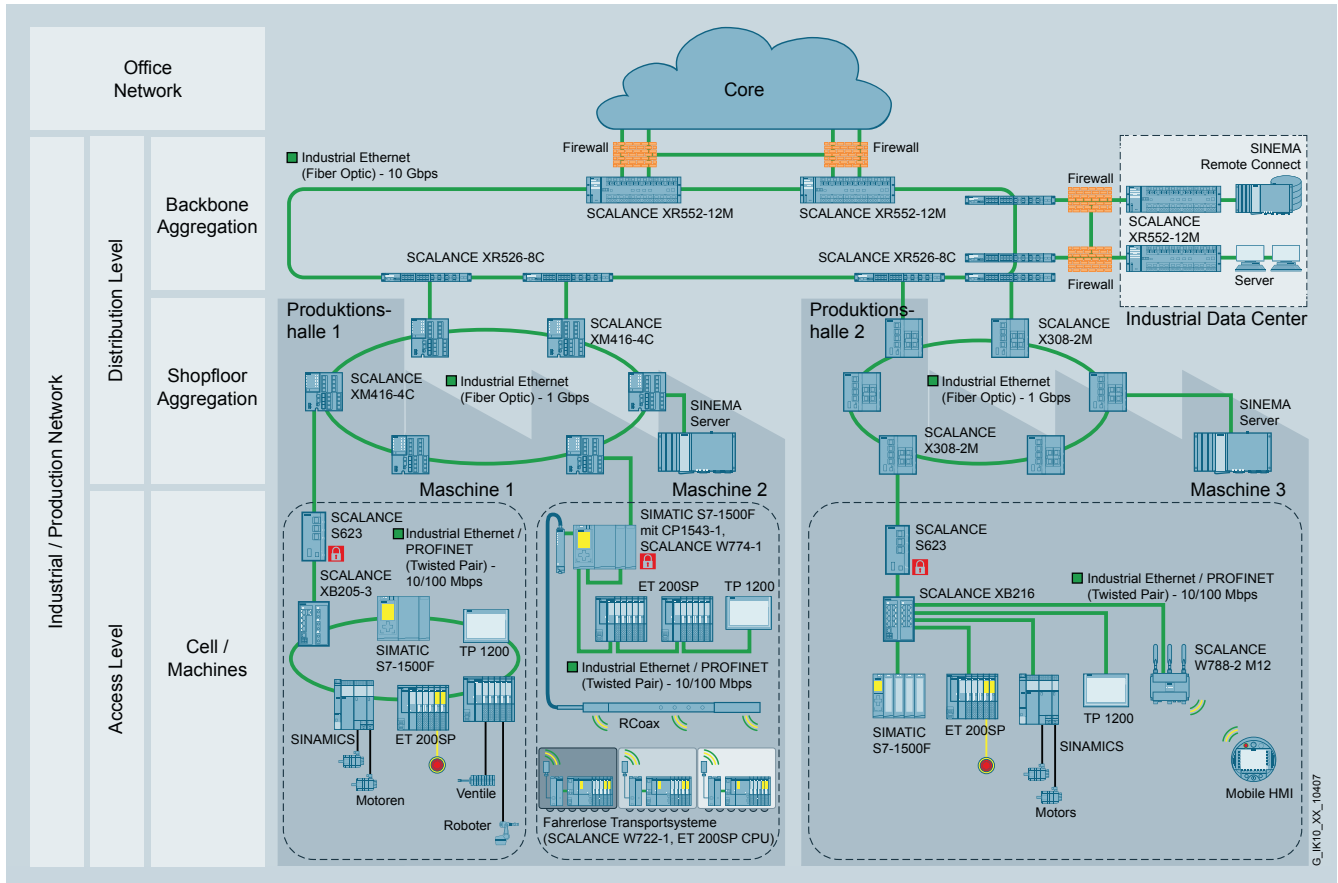 Office
Network
Industrial / Production Network
Distribution Level
Access Level
Backbone
Aggregation
Shopfloor
Aggregation
Cell /
Machines
Core
Firewall
Firewall
Industrial Ethernet
(Fiber Optic) - 10 Gbps
SCALANCE XR552-12M
SCALANCE XR552-12M
SCALANCE XR526-8C
SCALANCE XR526-8C
Firewall
Firewall
SINEMA
Remote Connect
SCALANCE
XR552-12M
Server
Industrial Data Center
Produktions-
halle 1
SCALANCE
XM416-4C
SCALANCE
XM416-4C
Industrial Ethernet
(Fiber Optic) - 1 Gbps
SINEMA
Server
Produktions-
halle 2
SCALANCE
X308-2M
Industrial Ethernet
(Fiber Optic) - 1 Gbps
SCALANCE
X308-2M
SINEMA
Server
Maschine 1
SCALANCE
S623
Industrial Ethernet /
PROFINET
(Twisted Pair) -
10/100 Mbps
SCALANCE
XB205-3
SIMATIC
S7-1500F
TP 1200
SINAMICS
ET 200SP
Motoren
Ventile
Roboter
Maschine 2
SIMATIC S7-1500F
mit CP1543-1,
SCALANCE W774-1
ET 200SP
TP 1200
Industrial Ethernet / PROFINET
(Twisted Pair) - 10/100 Mbps
RCoax
Fahrerlose Transportsysteme
(SCALANCE W722-1, ET 200SP CPU)
Maschine 3
SCALANCE
S623
SCALANCE XB216
Industrial Ethernet / PROFINET
(Twisted Pair) - 10/100 Mbps
SCALANCE
W788-2 M12
SIMATIC
S7-1500F
ET 200SP
SINAMICS
TP 1200
Motors
Mobile HMI
G_IK10_XX_10407